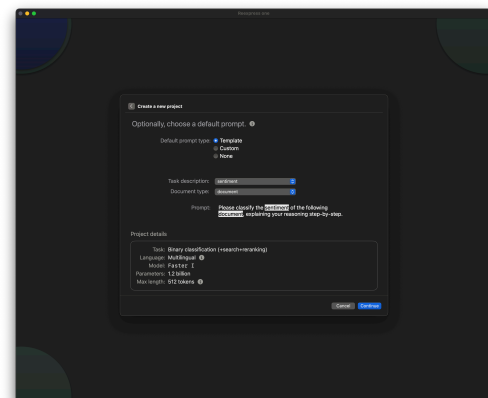 Create a new project
Optionally, choose a default prompt.
Default prompt type: Template
Custom
None
Task description: sentiment
Document type: document
Prompt: Please classify the sentiment of the following
document, explaining your reasoning step-by-step.
Project details
Task: Binary classification (+search+reranking)
Language: Multilingual
Model: Faster I
Parameters: 1.2 billion
Max length: 512 tokens
Cancel Continue